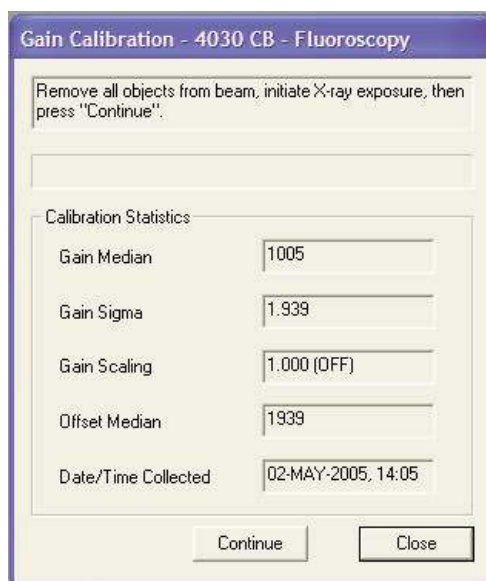 Gain Calibration - 4030 CB - Fluoroscopy
Remove all objects from beam, initiate X-ray exposure, then
press "Continue".
Calibration Statistics
Gain Median 1005
Gain Sigma 1.939
Gain Scaling 1.000 (OFF)
Offset Median 1939
Date/Time Collected 02-MAY-2005, 14:05
Continue Close